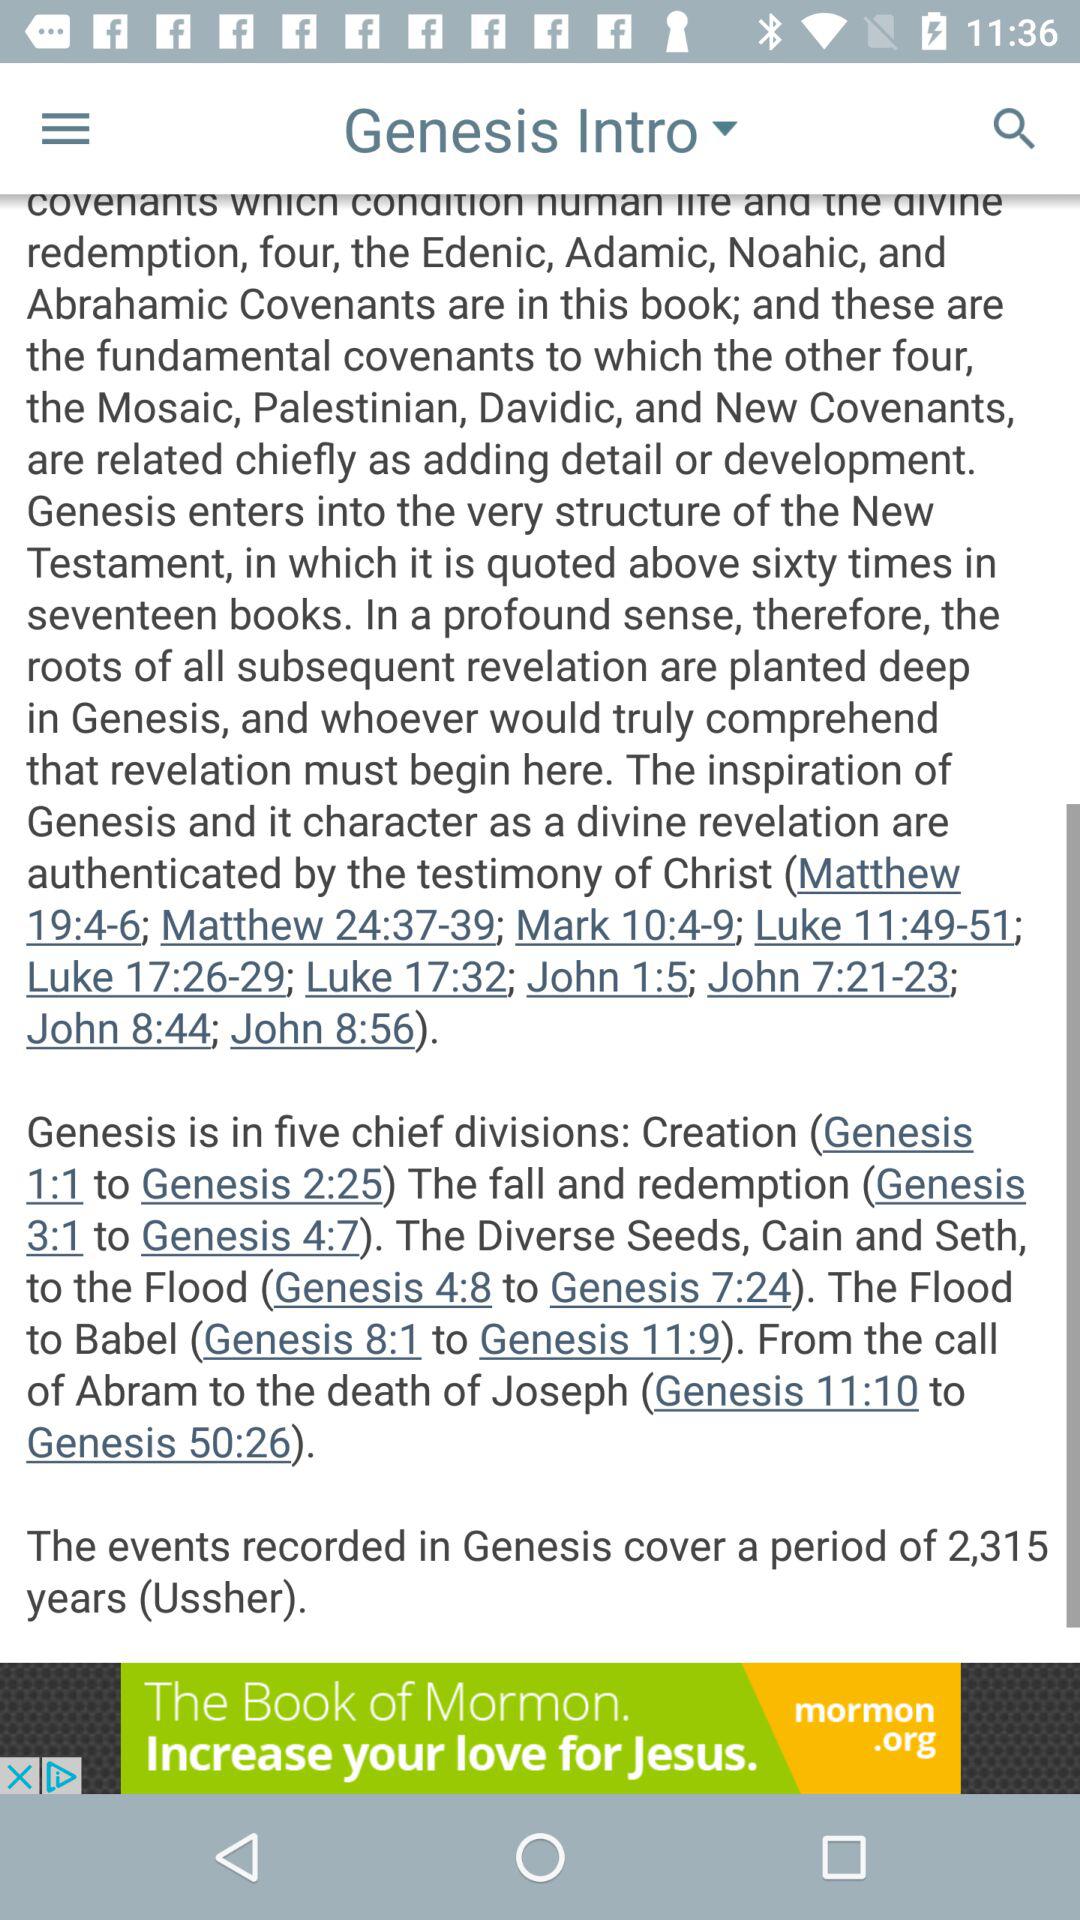 11:36
Genesis Intro
covenants which condition human life and the divine
redemption, four, the Edenic, Adamic, Noahic, and
Abrahamic Covenants are in this book; and these are
the fundamental covenants to which the other four,
the Mosaic, Palestinian, Davidic, and New Covenants,
are related chiefly as adding detail or development.
Genesis enters into the very structure of the New
Testament, in which it is quoted above sixty times in
seventeen books. In a profound sense, therefore, the
roots of all subsequent revelation are planted deep
in Genesis, and whoever would truly comprehend
that revelation must begin here. The inspiration of
Genesis and it character as a divine revelation are
authenticated by the testimony of Christ (Matthew
19:4-6; Matthew 24:37-39; Mark 10:4-9; Luke 11:49-51;
Luke 17:26-29; Luke 17:32; John 1:5; John 7:21-23;
John 8:44; John 8:56).
Genesis is in five chief divisions: Creation (Genesis
1:1 to Genesis 2:25) The fall and redemption (Genesis
3:1 to Genesis 4:7). The Diverse Seeds, Cain and Seth,
to the Flood (Genesis 4:8 to Genesis 7:24). The Flood
to Babel (Genesis 8:1 to Genesis 11:9). From the call
of Abram to the death of Joseph (Genesis 11:10 to
Genesis 50:26).
The events recorded in Genesis cover a period of 2,315
years (Ussher).
The Book of Mormon.
Increase your love for Jesus.
mormon
.org